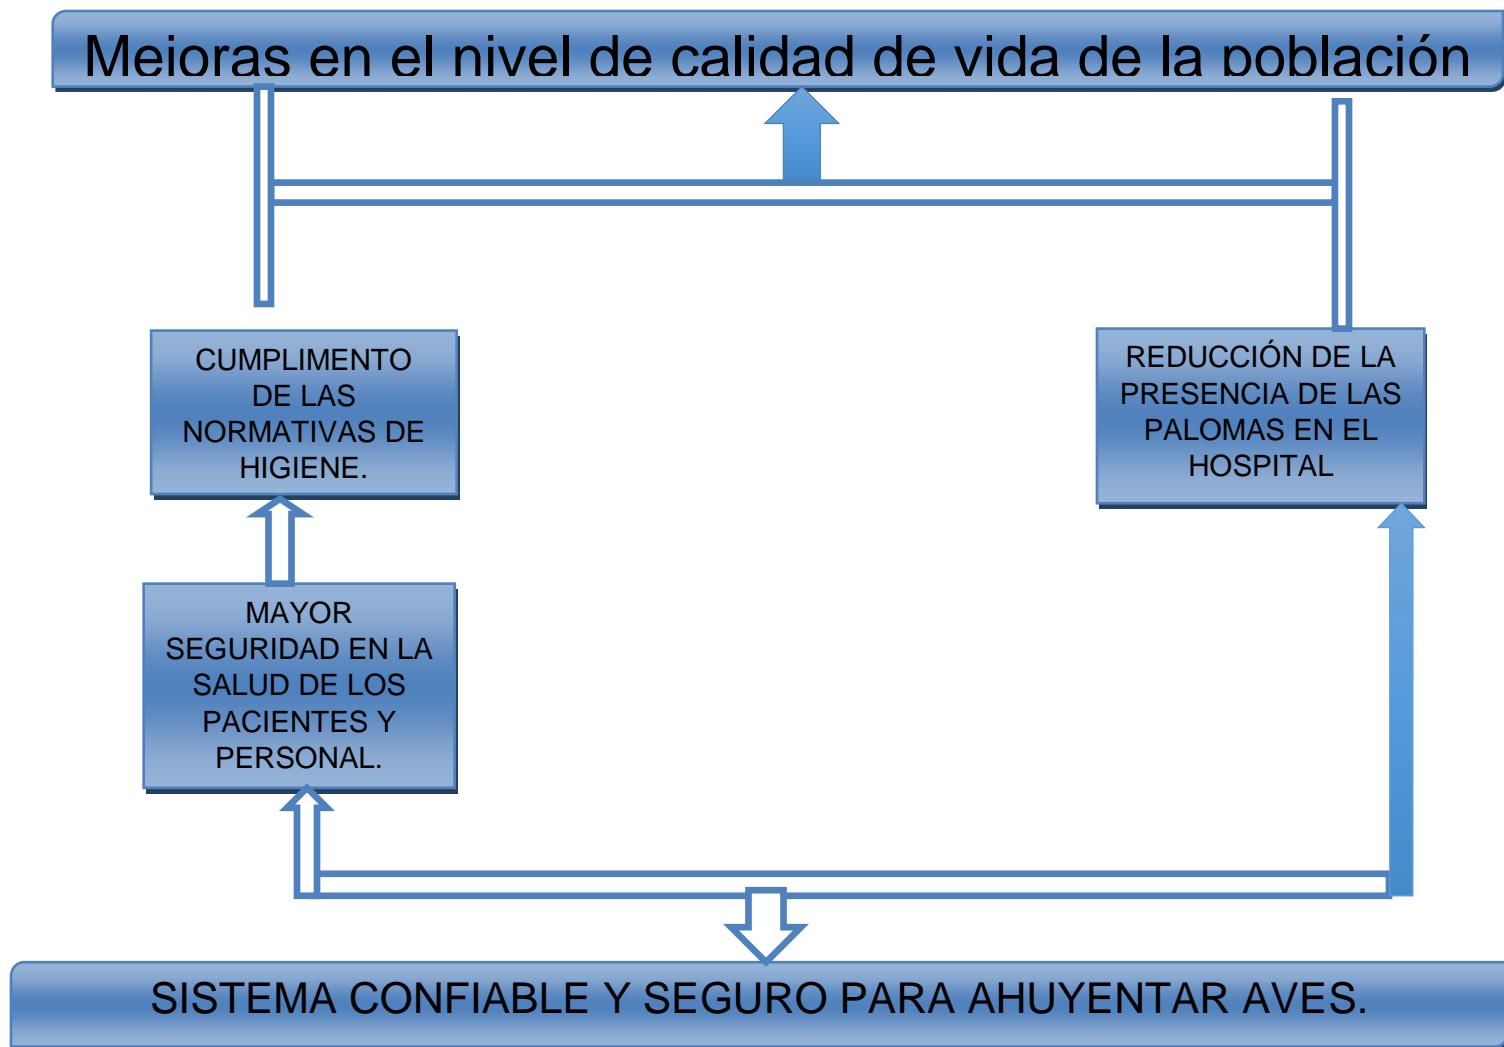 Mejoras en el nivel de calidad de vida de la población
CUMPLIMENTO
DE LAS
NORMATIVAS DE
HIGIENE.
REDUCCIÓN DE LA
PRESENCIA DE LAS
PALOMAS EN EL
HOSPITAL
MAYOR
SEGURIDAD EN LA
SALUD DE LOS
PACIENTES Y
PERSONAL.
SISTEMA CONFIABLE Y SEGURO PARA AHUYENTAR AVES.